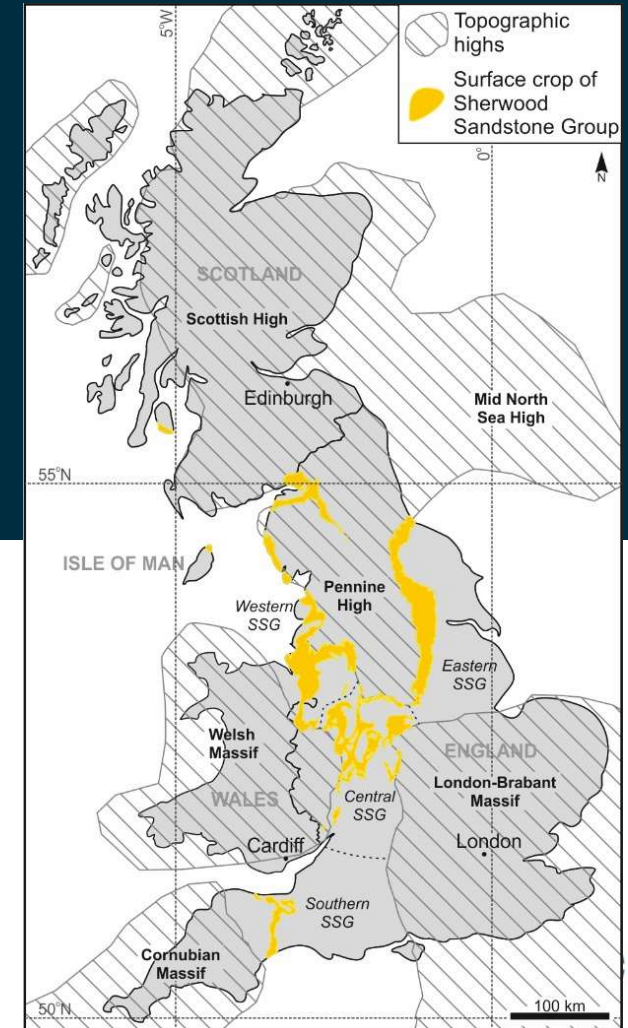 Topographic
highs
Surface crop of
Sherwood
Sandstone Group
5°W
0°
N
SCOTLAND
Scottish High
Edinburgh
Mid North
Sea High
55°N
ISLE OF MAN
Western
SSG
Pennine
High
Eastern
SSG
Welsh
Massif
WALES
ENGLAND
London-Brabant
Massif
Central
SSG
Cardiff
London
Southern
SSG
Cornubian
Massif
50°N
100 km